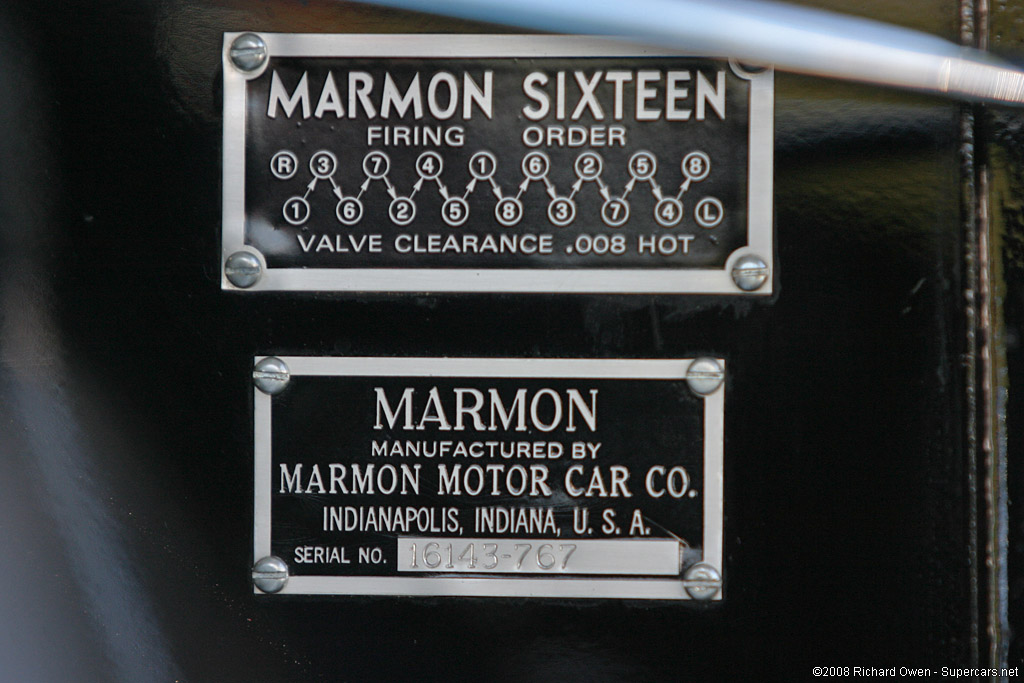 MARMON SIXTEEN
FIRING ORDER
R 3 7 4 1 6 2 5 8
1 6 2 5 8 3 7 4 L
VALVE CLEARANCE .008 HOT
MARMON
MANUFACTURED BY
MARMON MOTOR CAR CO.
INDIANAPOLIS, INDIANA, U. S. A.
SERIAL NO. 16143-767
©2008 Richard Owen - Supercars.net